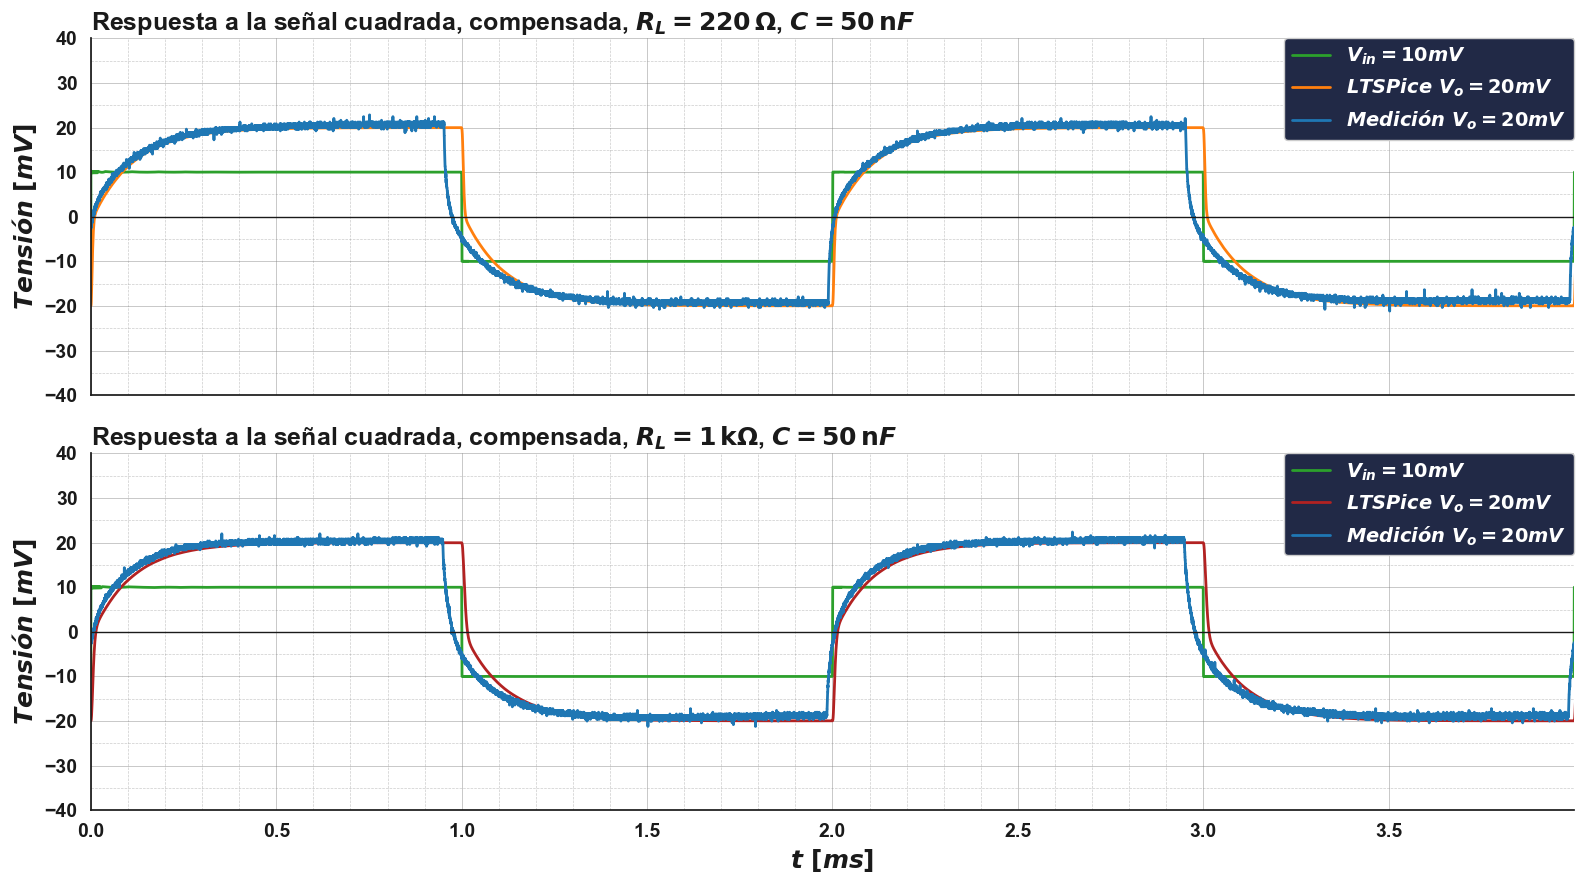 Respuesta a la señal cuadrada, compensada, R_L = 220 Ω, C = 50 nF
40
30
20
10
0
−10
−20
−30
−40
Tensión [mV]
V_in = 10mV
LTSPice V_o = 20mV
Medición V_o = 20mV
Respuesta a la señal cuadrada, compensada, R_L = 1 kΩ, C = 50 nF
40
30
20
10
0
−10
−20
−30
−40
Tensión [mV]
V_in = 10mV
LTSPice V_o = 20mV
Medición V_o = 20mV
0.0 0.5 1.0 1.5 2.0 2.5 3.0 3.5
t [ms]